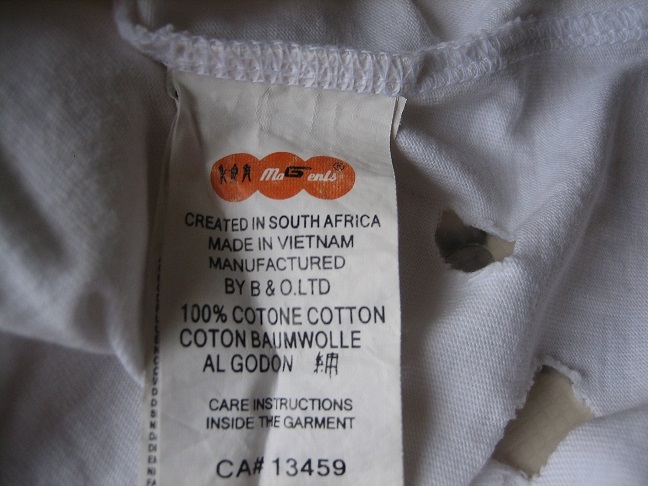 MaGents®
CREATED IN SOUTH AFRICA
MADE IN VIETNAM
MANUFACTURED
BY B & O.LTD
100% COTONE COTTON
COTON BAUMWOLLE
AL GODON 綿
CARE INSTRUCTIONS
INSIDE THE GARMENT
CA# 13459